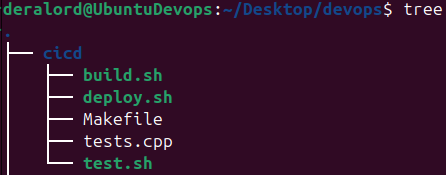 deralord@UbuntuDevops:~/Desktop/devops$ tree
.
├── cicd
│   ├── build.sh
│   ├── deploy.sh
│   ├── Makefile
│   ├── tests.cpp
│   └── test.sh